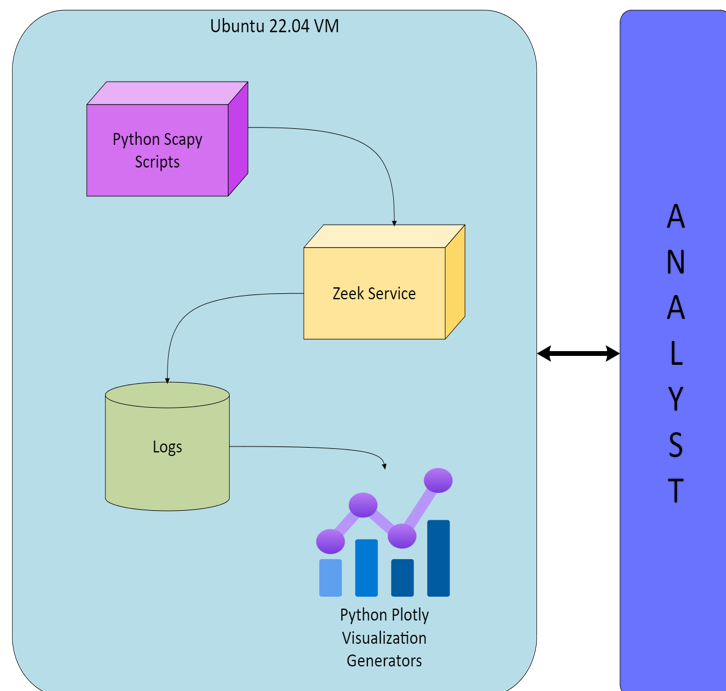 Ubuntu 22.04 VM
Python Scapy
Scripts
Zeek Service
Logs
Python Plotly
Visualization
Generators
A
N
A
L
Y
S
T